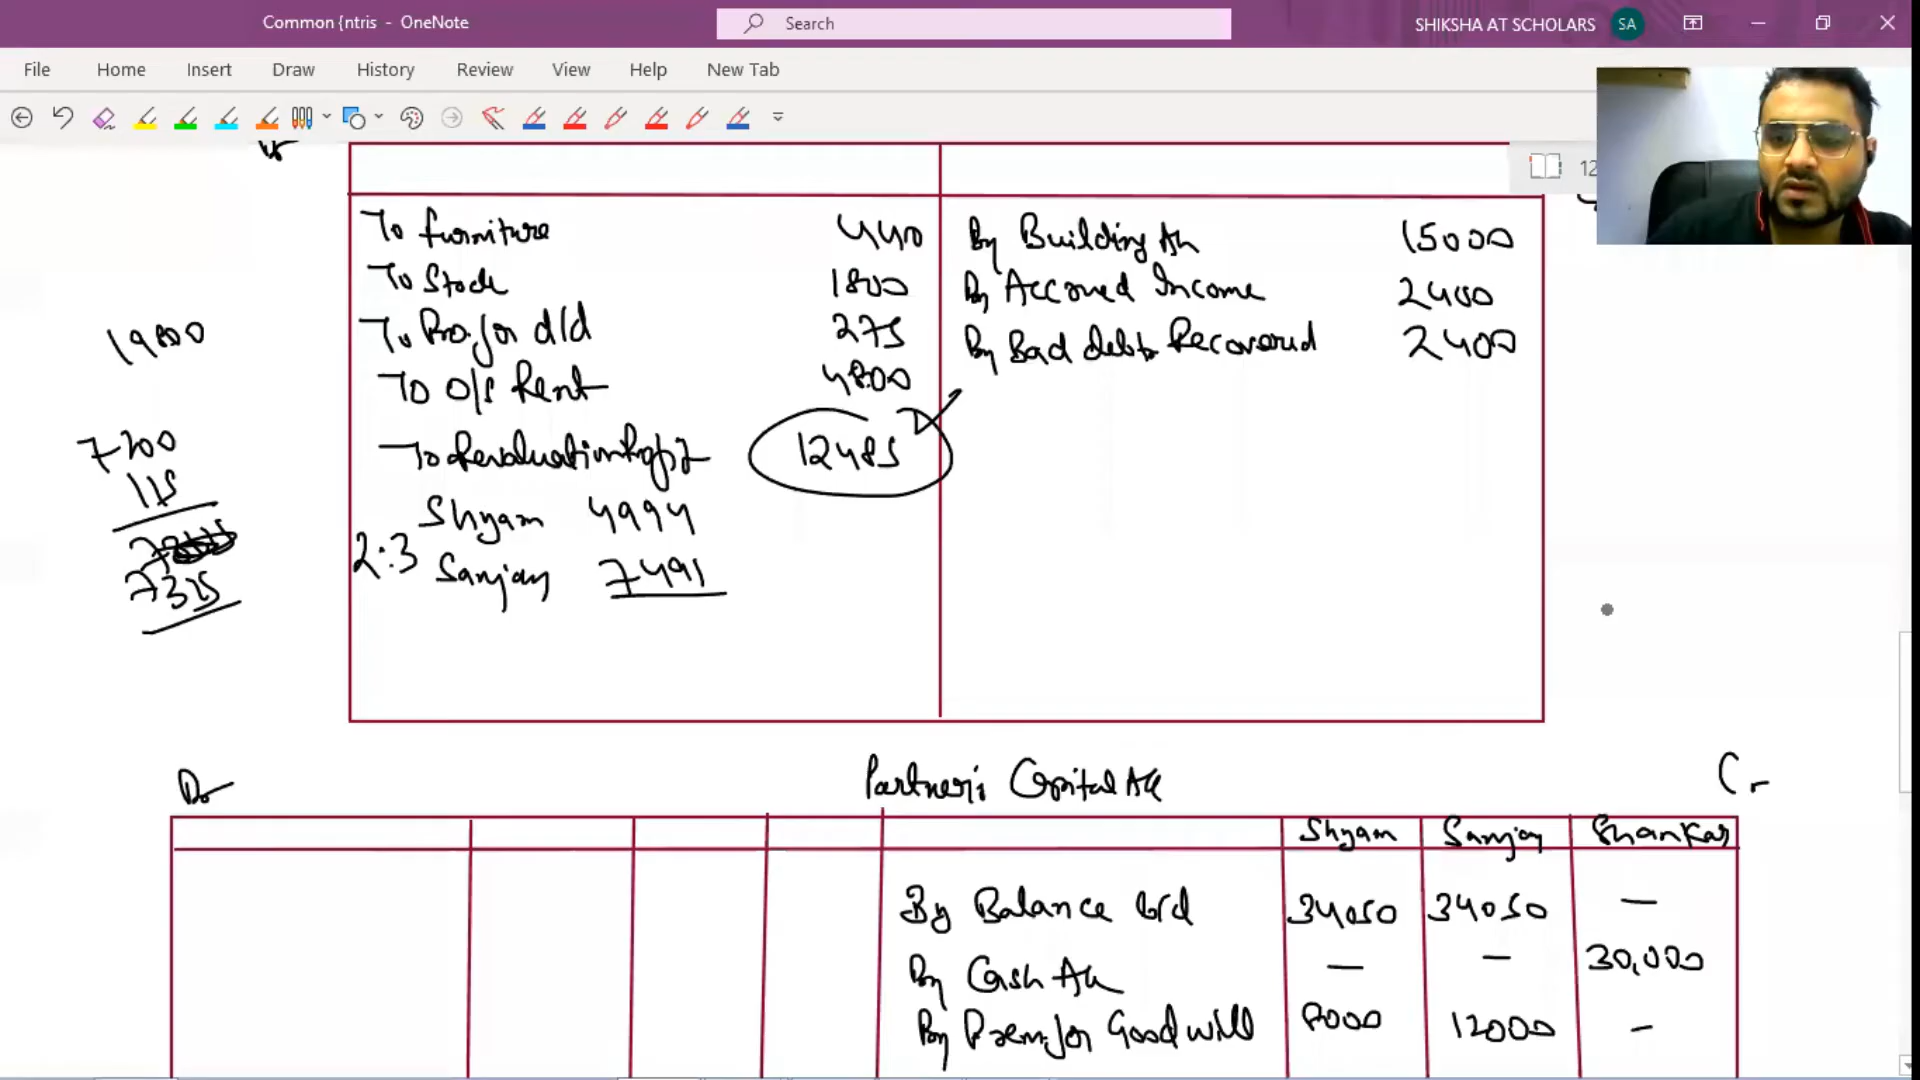 Common {ntris - OneNote
Search
SHIKSHA AT SCHOLARS SA
File Home Insert Draw History Review View Help New Tab
Dr
12
To furniture 440 By Building A/c 15000
To Stock 1800 By Accrued Income 2400
To Pro. for d/d 275 By Bad debts Recovered 2400
To O/s Rent 4800
To Revaluation Profit 12485
Shyam 4994
2:3 Sanjay 7491
19800
7200
115
7315
Dr Partner's Capital A/c Cr
Shyam Sanjay Shankar
By Balance b/d 34050 34050 —
By Cash A/c — — 30,000
By Prem. for Goodwill 8000 12000 —